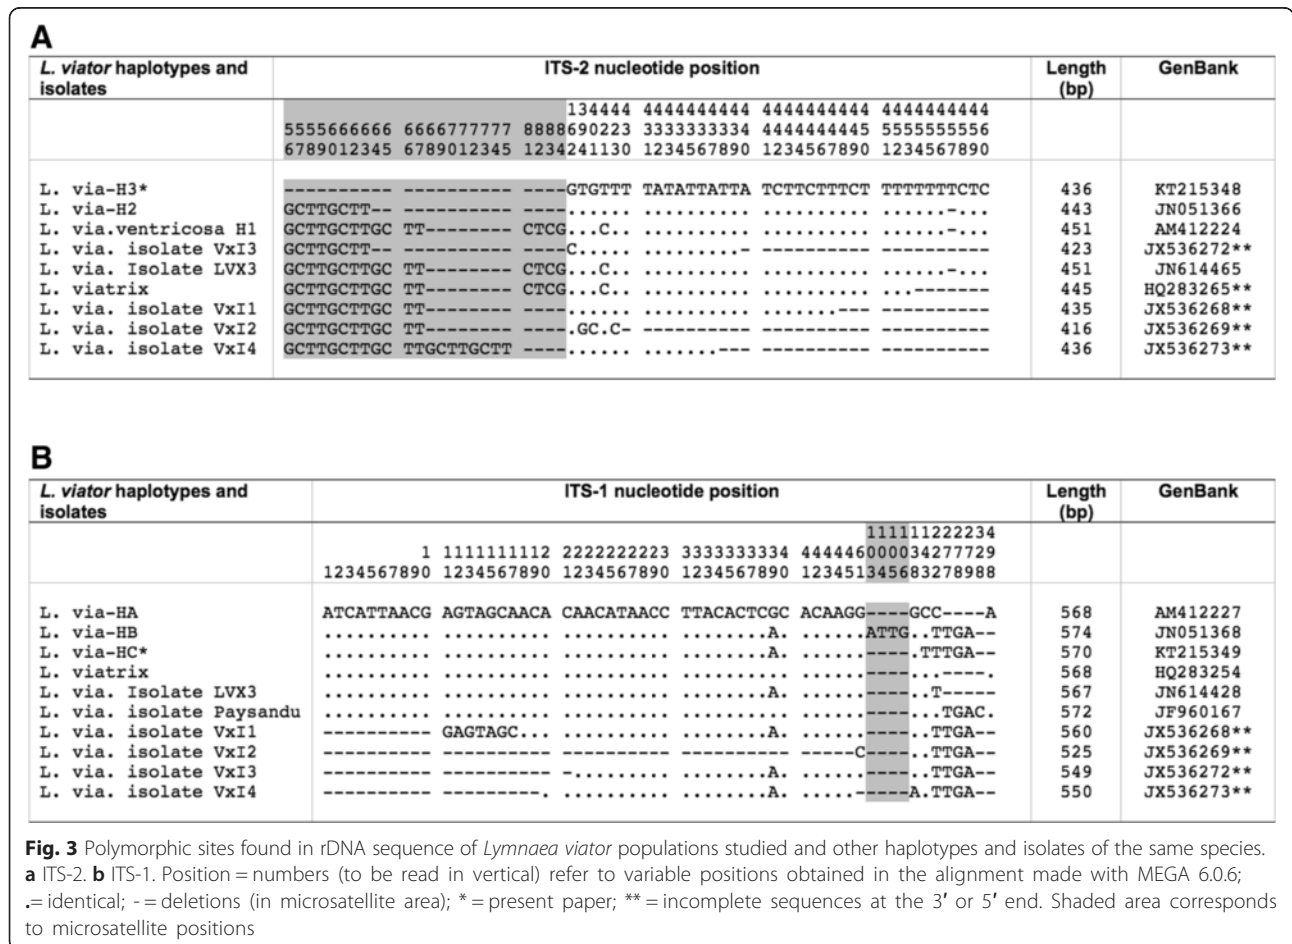 A
L. viator haplotypes and isolates ITS-2 nucleotide position Length (bp) GenBank
134444 4444444444 4444444444 4444444444
5555666666 6666777777 8888690223 3333333334 4444444445 5555555556
6789012345 6789012345 1234241130 1234567890 1234567890 1234567890
L. via-H3* ---------- ---------- ----GTGTTT TATATTATTA TCTTCTTTCT TTTTTTTCTC 436 KT215348
L. via-H2 GCTTGCTT-- ---------- ----...... .......... .......... ......-... 443 JN051366
L. via.ventricosa H1 GCTTGCTTGC TT-------- CTCG...C.. .......... .......... ......-... 451 AM412224
L. via. isolate VxI3 GCTTGCTT-- ---------- ----C..... .........- ---------- ---------- 423 JX536272**
L. via. Isolate LVX3 GCTTGCTTGC TT-------- CTCG...C.. .......... .......... ......-... 451 JN614465
L. viatrix GCTTGCTTGC TT-------- CTCG...C.. .......... .......... ...------- 445 HQ283265**
L. via. isolate VxI1 GCTTGCTTGC TT-------- ----...... .......... .......--- ---------- 435 JX536268**
L. via. isolate VxI2 GCTTGCTTGC TT-------- ----.GC.C- ---------- ---------- ---------- 416 JX536269**
L. via. isolate VxI4 GCTTGCTTGC TTGCTTGCTT ----...... .......--- ---------- ---------- 436 JX536273**
B
L. viator haplotypes and isolates ITS-1 nucleotide position Length (bp) GenBank
111111222234
1 1111111112 2222222223 3333333334 444446000034277729
1234567890 1234567890 1234567890 1234567890 123451345683278988
L. via-HA ATCATTAACG AGTAGCAACA CAACATAACC TTACACTCGC ACAAGG----GCC----A 568 AM412227
L. via-HB .......... .......... .......... ........A. ......ATTG..TTGA-- 574 JN051368
L. via-HC* .......... .......... .......... ........A. ......----.TTTGA-- 570 KT215349
L. viatrix .......... .......... .......... .......... ......----...----. 568 HQ283254
L. via. Isolate LVX3 .......... .......... .......... ........A. ......----..T----- 567 JN614428
L. via. isolate Paysandu .......... .......... .......... .......... ......----...TGAC. 572 JF960167
L. via. isolate VxI1 ---------- GAGTAGC... .......... ........A. ......----..TTGA-- 560 JX536268**
L. via. isolate VxI2 ---------- ---------- ---------- ---------- -----C----..TTGA-- 525 JX536269**
L. via. isolate VxI3 ---------- ---------- -......... ........A. ......----..TTGA-- 549 JX536272**
L. via. isolate VxI4 ---------- ---------. .......... ........A. .....-----A.TTGA-- 550 JX536273**
Fig. 3 Polymorphic sites found in rDNA sequence of Lymnaea viator populations studied and other haplotypes and isolates of the same species.
a ITS-2. b ITS-1. Position = numbers (to be read in vertical) refer to variable positions obtained in the alignment made with MEGA 6.0.6;
.= identical; - = deletions (in microsatellite area); * = present paper; ** = incomplete sequences at the 3′ or 5′ end. Shaded area corresponds
to microsatellite positions